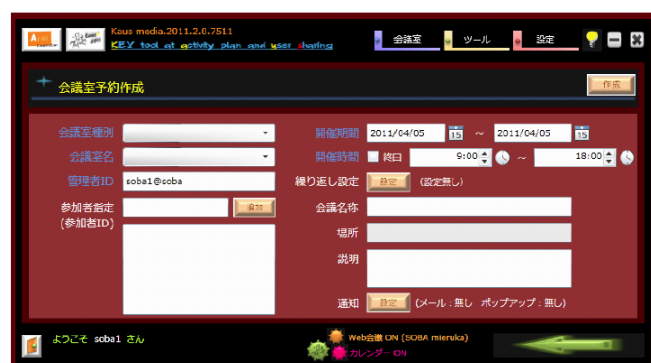 Kaus media.2011.2.0.7511
KEY tool at activity plan and user sharing
会議室
ツール
設定
会議室予約作成
作成
会議室種別
会議室名
管理者ID soba1@soba
参加者指定
(参加者ID)
追加
開催期間 2011/04/05 15 ~ 2011/04/05 15
開催時間 終日 9:00 ~ 18:00
繰り返し設定 設定 (設定無し)
会議名称
場所
説明
通知 設定 (メール:無し ポップアップ:無し)
ようこそ soba1 さん
Web会議 ON (SOBA mieruka)
カレンダー ON